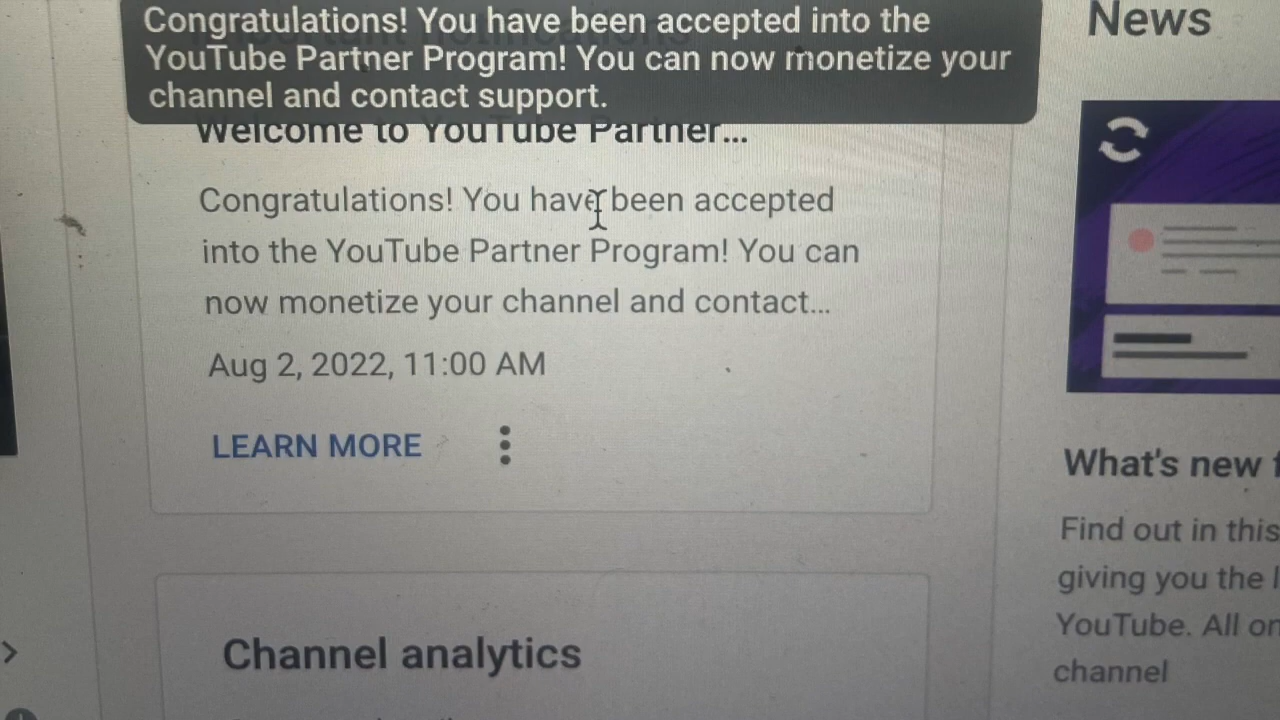 Congratulations! You have been accepted into the
YouTube Partner Program! You can now monetize your
channel and contact support.
Welcome to YouTube Partner...
Congratulations! You have been accepted
into the YouTube Partner Program! You can
now monetize your channel and contact...
Aug 2, 2022, 11:00 AM
LEARN MORE
Channel analytics
News
What's new
Find out in this
giving you the
YouTube. All
channel